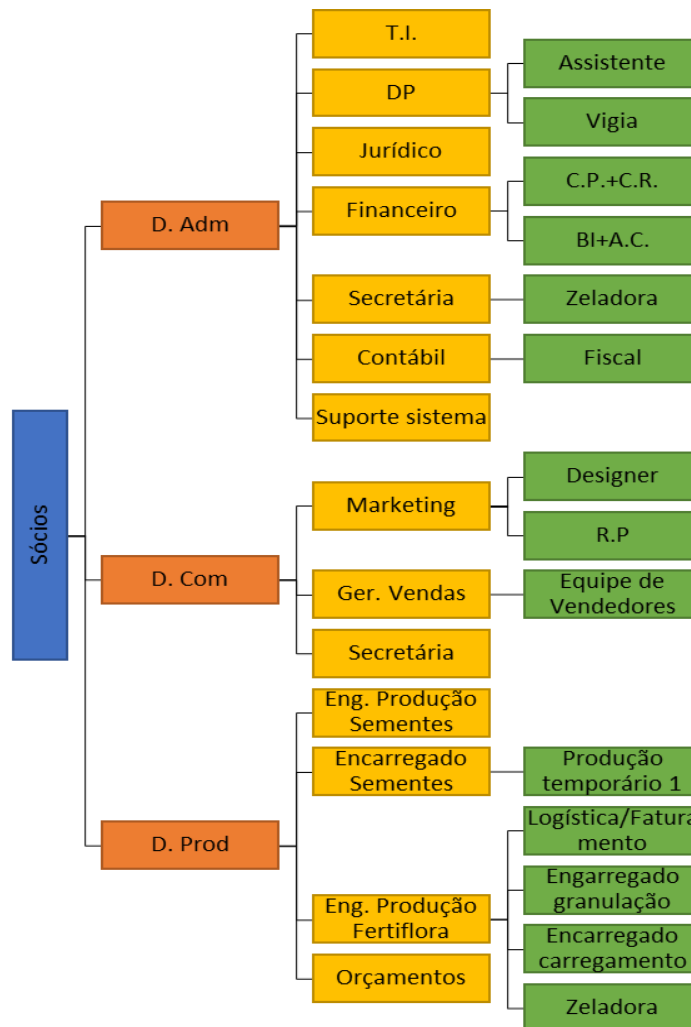 T.I.
DP
Assistente
Vigia
Jurídico
Financeiro
C.P.+C.R.
BI+A.C.
D. Adm
Secretária
Zeladora
Contábil
Fiscal
Suporte sistema
Sócios
Marketing
Designer
R.P
D. Com
Ger. Vendas
Equipe de
Vendedores
Secretária
Eng. Produção
Sementes
Encarregado
Sementes
Produção
temporário 1
D. Prod
Eng. Produção
Fertiflora
Logística/Fatura
mento
Engarregado
granulação
Encarregado
carregamento
Zeladora
Orçamentos